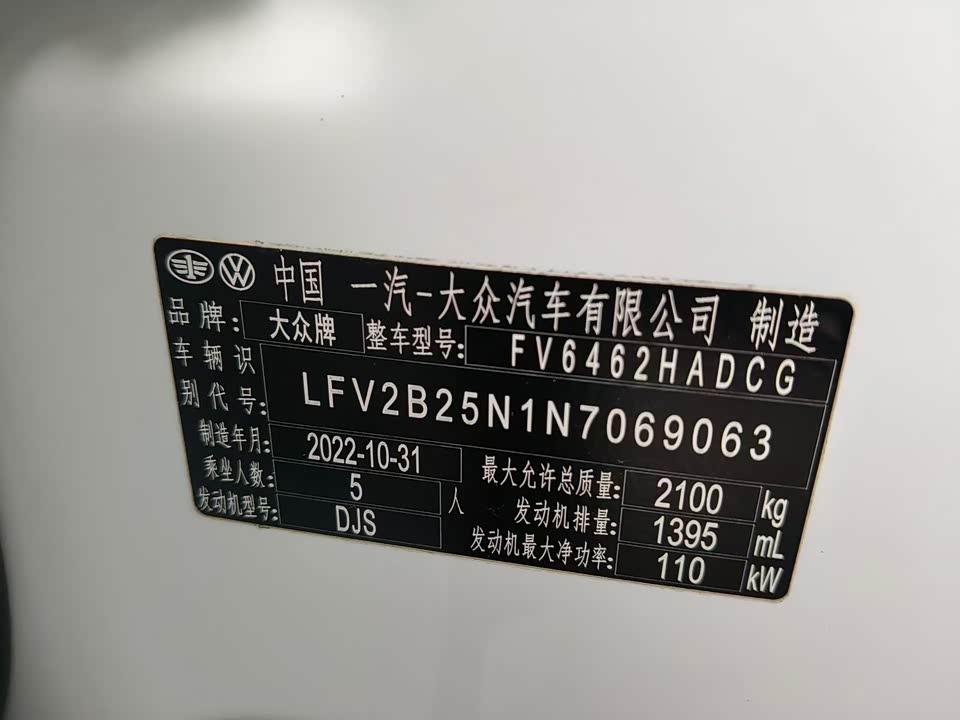 中国 一汽-大众汽车有限公司 制造
品牌: 大众牌 整车型号: FV6462HADCG
车辆识别代号: LFV2B25N1N7069063
制造年月: 2022-10-31
乘坐人数: 5 人
发动机型号: DJS
最大允许总质量: 2100 kg
发动机排量: 1395 mL
发动机最大净功率: 110 kW